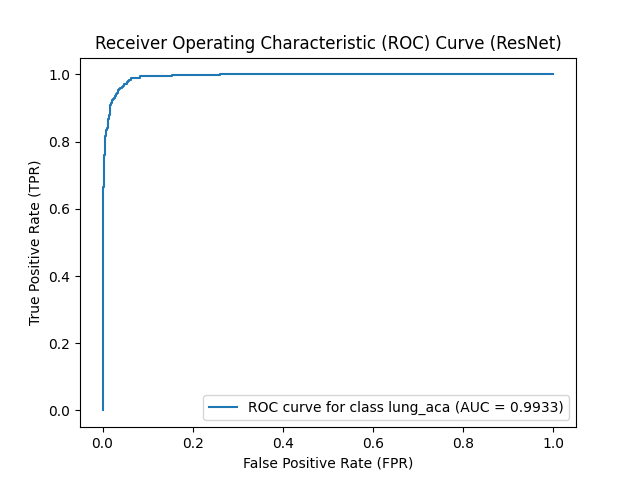 Receiver Operating Characteristic (ROC) Curve (ResNet)
True Positive Rate (TPR)
1.0
0.8
0.6
0.4
0.2
0.0
ROC curve for class lung_aca (AUC = 0.9933)
0.0 0.2 0.4 0.6 0.8 1.0
False Positive Rate (FPR)